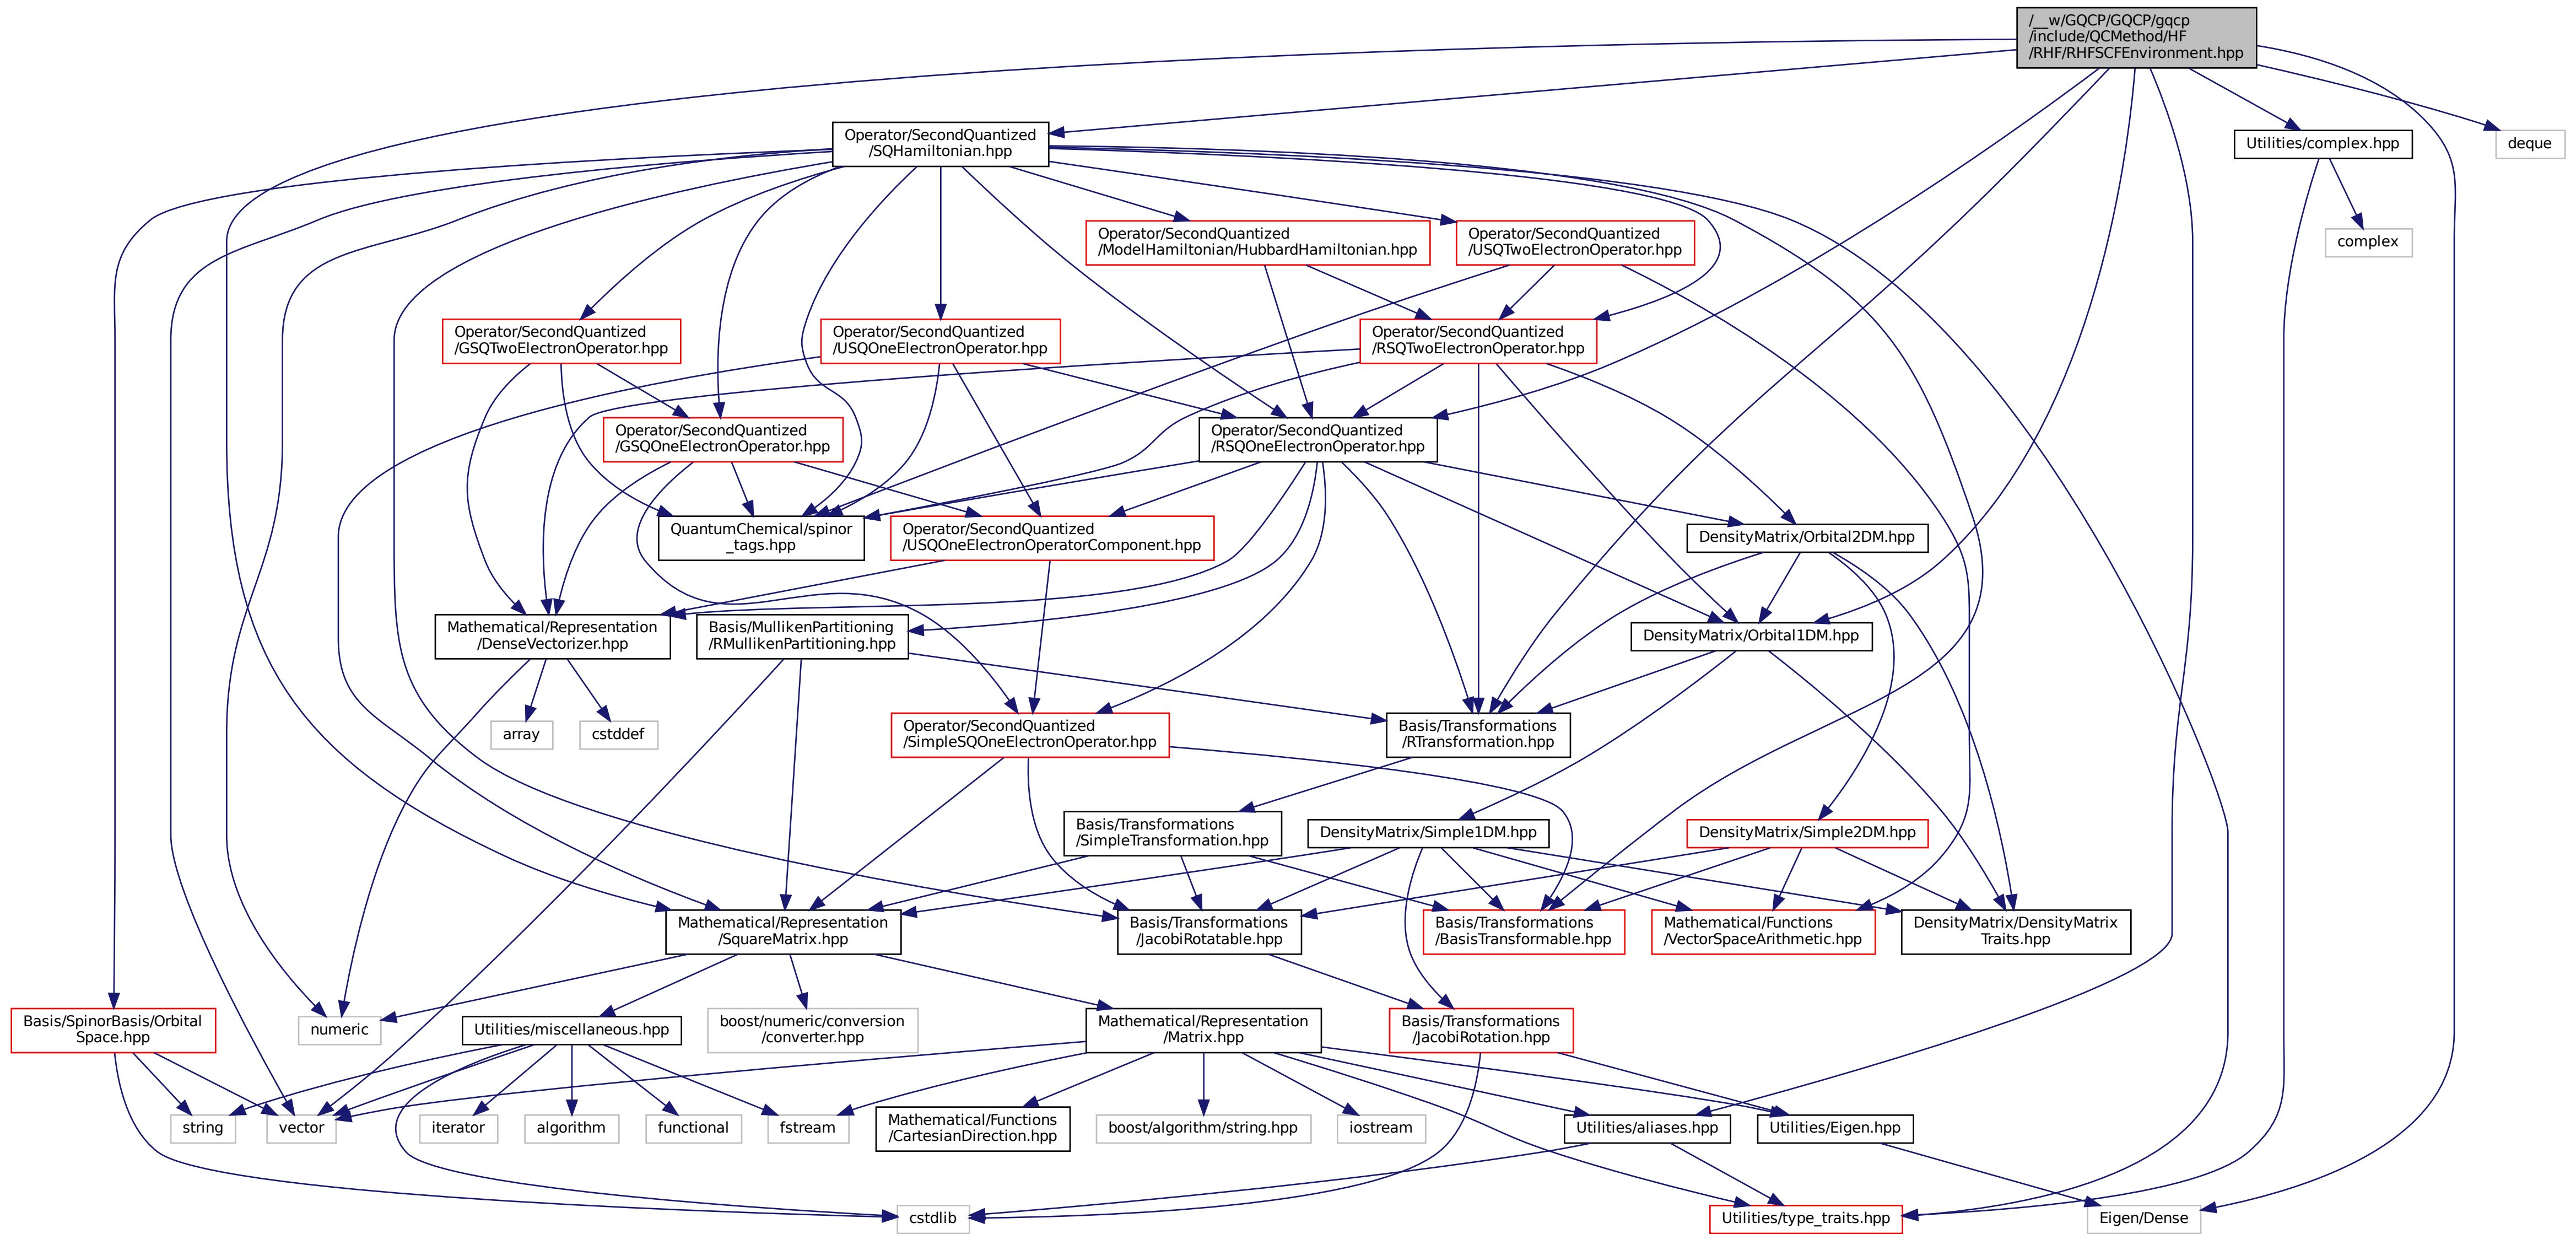 /__w/GQCP/GQCP/gqcp
/include/QCMethod/HF
/RHF/RHFSCFEnvironment.hpp
Operator/SecondQuantized
/SQHamiltonian.hpp
Utilities/complex.hpp
deque
Operator/SecondQuantized
/ModelHamiltonian/HubbardHamiltonian.hpp
Operator/SecondQuantized
/USQTwoElectronOperator.hpp
complex
Operator/SecondQuantized
/GSQTwoElectronOperator.hpp
Operator/SecondQuantized
/USQOneElectronOperator.hpp
Operator/SecondQuantized
/RSQTwoElectronOperator.hpp
Operator/SecondQuantized
/GSQOneElectronOperator.hpp
Operator/SecondQuantized
/RSQOneElectronOperator.hpp
QuantumChemical/spinor
_tags.hpp
Operator/SecondQuantized
/USQOneElectronOperatorComponent.hpp
DensityMatrix/Orbital2DM.hpp
Mathematical/Representation
/DenseVectorizer.hpp
Basis/MullikenPartitioning
/RMullikenPartitioning.hpp
DensityMatrix/Orbital1DM.hpp
array
cstddef
Operator/SecondQuantized
/SimpleSQOneElectronOperator.hpp
Basis/Transformations
/RTransformation.hpp
Basis/Transformations
/SimpleTransformation.hpp
DensityMatrix/Simple1DM.hpp
DensityMatrix/Simple2DM.hpp
Mathematical/Representation
/SquareMatrix.hpp
Basis/Transformations
/JacobiRotatable.hpp
Basis/Transformations
/BasisTransformable.hpp
Mathematical/Functions
/VectorSpaceArithmetic.hpp
DensityMatrix/DensityMatrix
Traits.hpp
Basis/SpinorBasis/Orbital
Space.hpp
numeric
Utilities/miscellaneous.hpp
boost/numeric/conversion
/converter.hpp
Mathematical/Representation
/Matrix.hpp
Basis/Transformations
/JacobiRotation.hpp
string
vector
iterator
algorithm
functional
fstream
Mathematical/Functions
/CartesianDirection.hpp
boost/algorithm/string.hpp
iostream
Utilities/aliases.hpp
Utilities/Eigen.hpp
cstdlib
Utilities/type_traits.hpp
Eigen/Dense